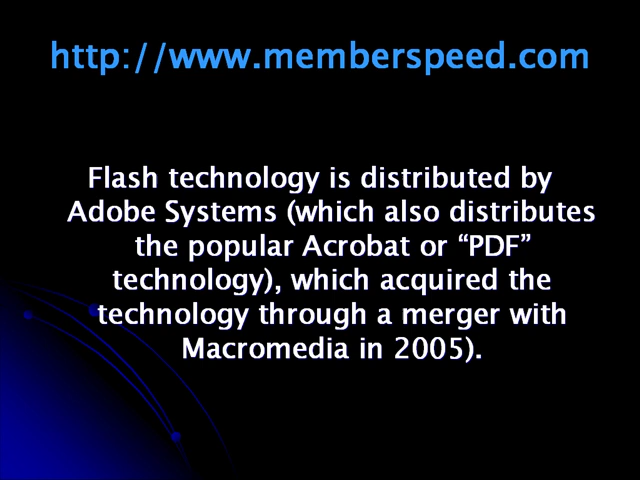 http://www.memberspeed.com
Flash technology is distributed by
Adobe Systems (which also distributes
the popular Acrobat or “PDF”
technology), which acquired the
technology through a merger with
Macromedia in 2005).